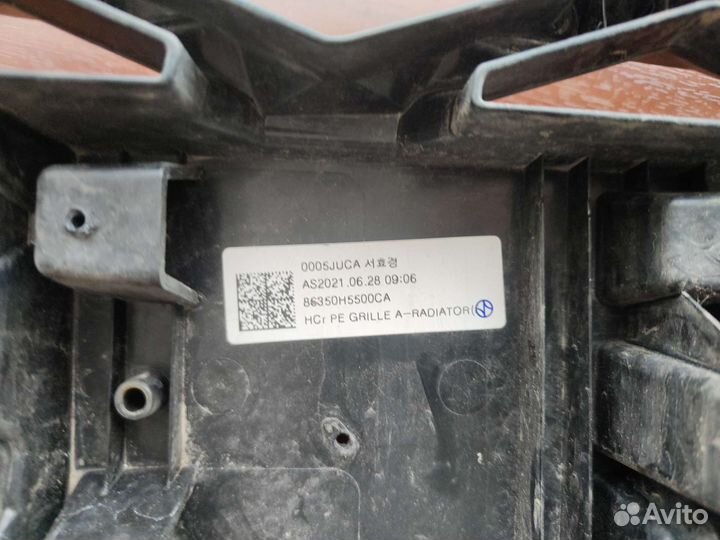 0005JUCA 서효경
AS2021.06.28 09:06
86350H5500CA
HCr PE GRILLE A-RADIATOR(
Avito